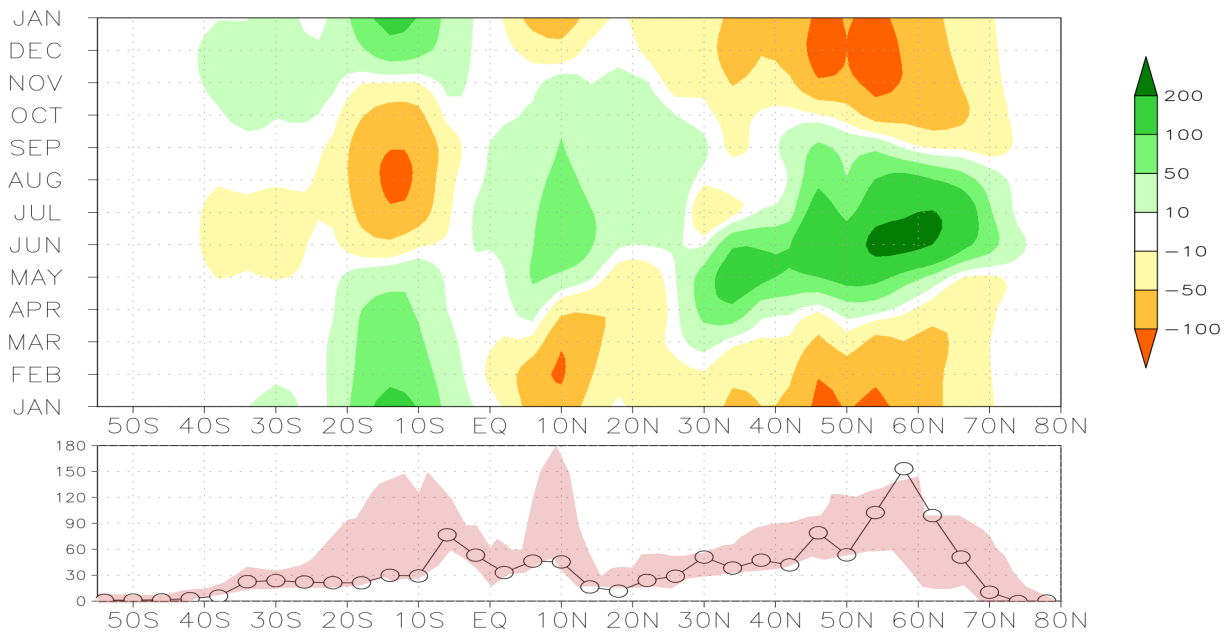 JAN
DEC
NOV
OCT
SEP
AUG
JUL
JUN
MAY
APR
MAR
FEB
JAN
50S 40S 30S 20S 10S EQ 10N 20N 30N 40N 50N 60N 70N 80N
200
100
50
10
−10
−50
−100
180
150
120
90
60
30
0
50S 40S 30S 20S 10S EQ 10N 20N 30N 40N 50N 60N 70N 80N